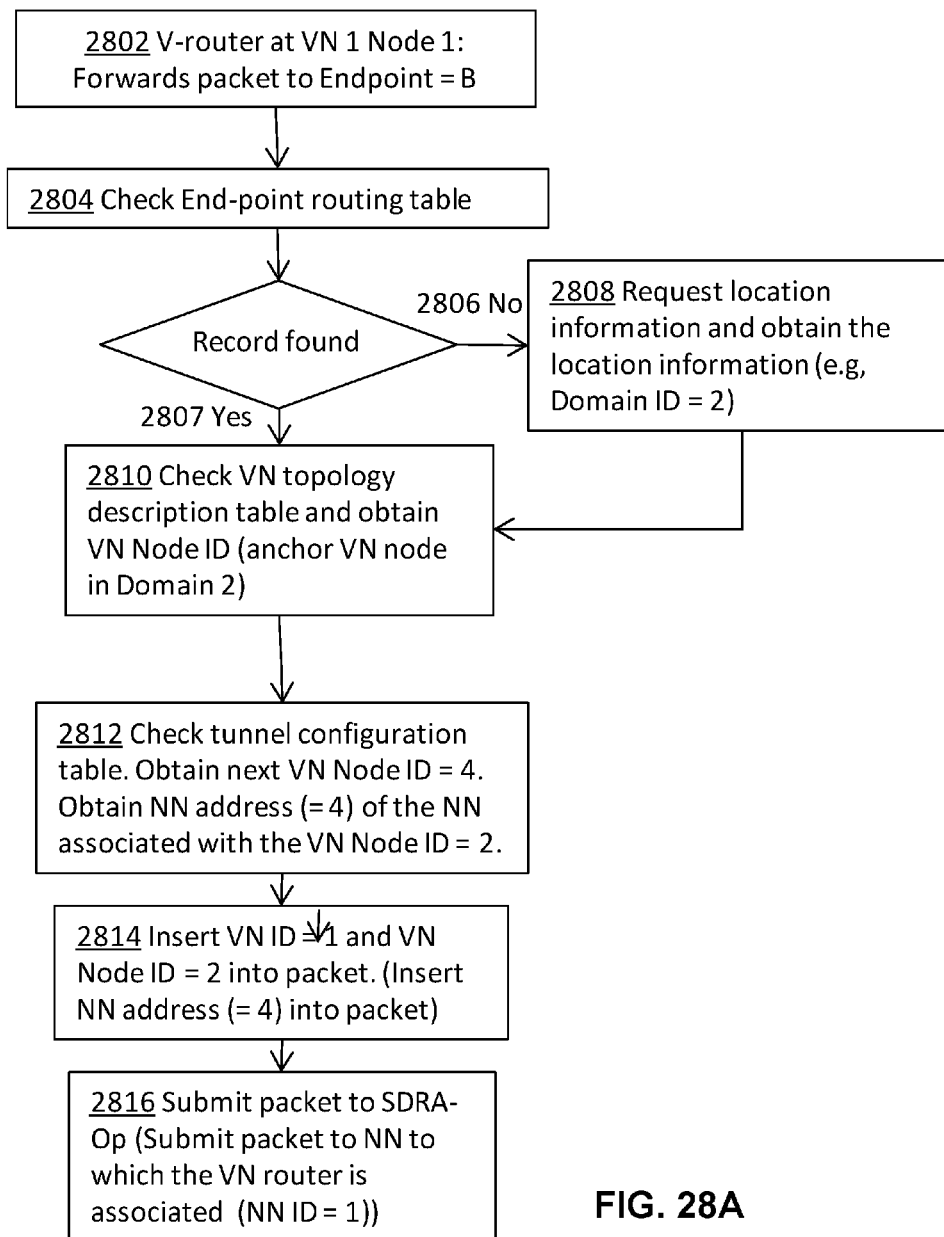 2802 V-router at VN 1 Node 1:
Forwards packet to Endpoint = B
2804 Check End-point routing table
Record found
2806 No
2808 Request location
information and obtain the
location information (e.g,
Domain ID = 2)
2807 Yes
2810 Check VN topology
description table and obtain
VN Node ID (anchor VN node
in Domain 2)
2812 Check tunnel configuration
table. Obtain next VN Node ID = 4.
Obtain NN address (= 4) of the NN
associated with the VN Node ID = 2.
2814 Insert VN ID = 1 and VN
Node ID = 2 into packet. (Insert
NN address (= 4) into packet)
2816 Submit packet to SDRA-
Op (Submit packet to NN to
which the VN router is
associated (NN ID = 1))
FIG. 28A